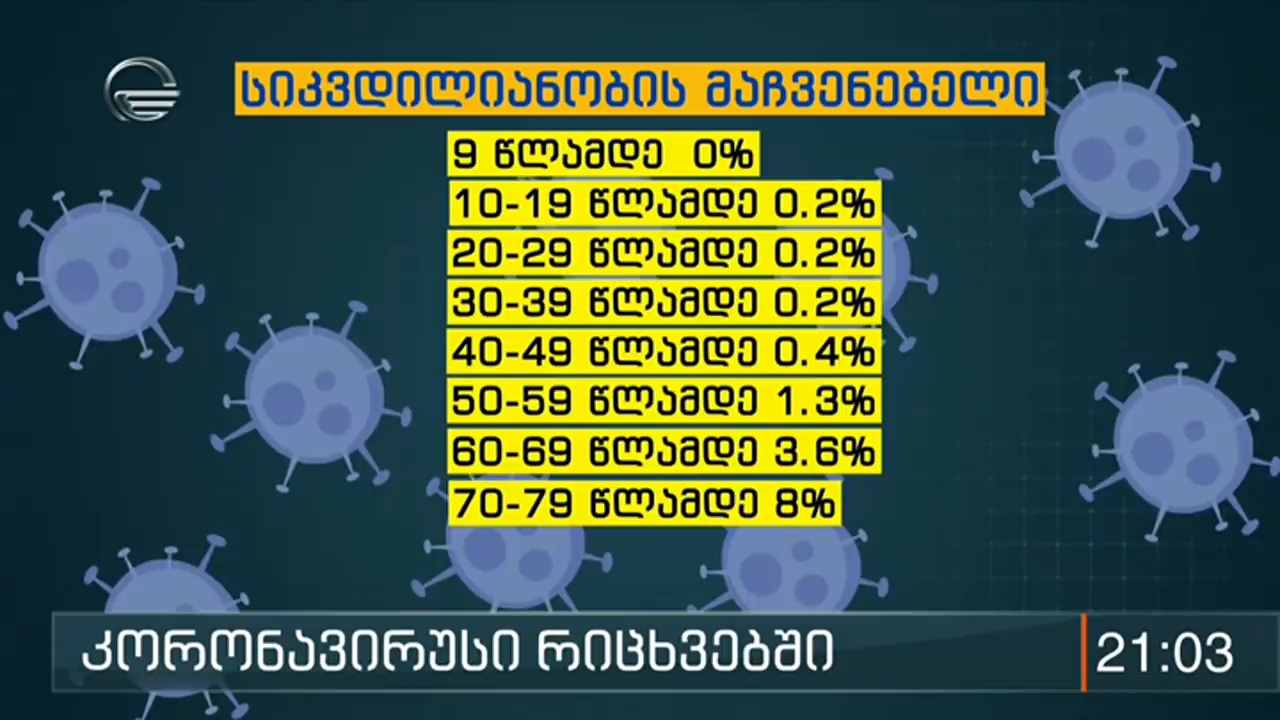 სიკვდილიანობის მაჩვენებელი
9 წლამდე 0%
10-19 წლამდე 0.2%
20-29 წლამდე 0.2%
30-39 წლამდე 0.2%
40-49 წლამდე 0.4%
50-59 წლამდე 1.3%
60-69 წლამდე 3.6%
70-79 წლამდე 8%
კორონავირუსი რიცხვებში
21:03